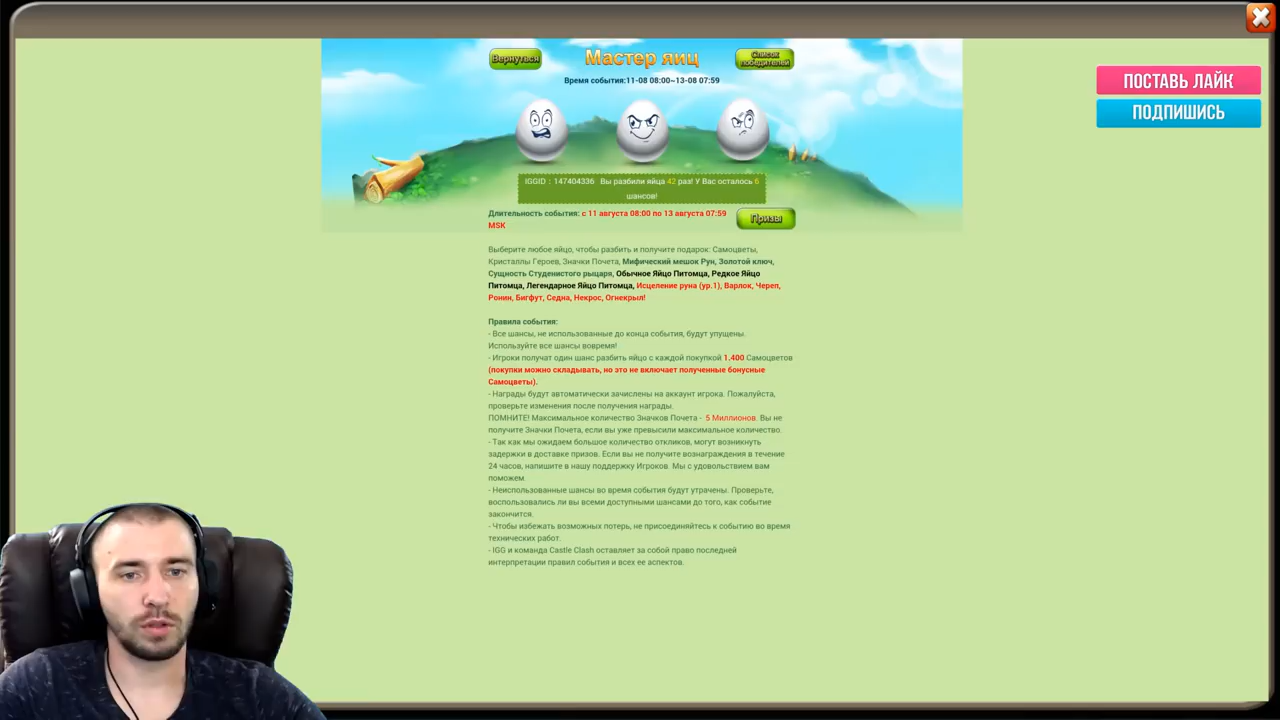 Вернуться
Мастер яиц
Список
победителей
Время события:11-08 08:00~13-08 07:59
ПОСТАВЬ ЛАЙК
ПОДПИШИСЬ
IGGID : 147404336 Вы разбили яйца 42 раз! У Вас осталось 6
шансов!
Длительность события: с 11 августа 08:00 по 13 августа 07:59
MSK
Призы
Выберите любое яйцо, чтобы разбить и получите подарок: Самоцветы,
Кристаллы Героев, Значки Почета, Мифический мешок Рун, Золотой ключ,
Сущность Студенистого рыцаря, Обычное Яйцо Питомца, Редкое Яйцо
Питомца, Легендарное Яйцо Питомца, Исцеление руна (ур.1), Варлок, Череп,
Ронин, Бигфут, Седна, Некрос, Огнекрыл!
Правила события:
- Все шансы, не использованные до конца события, будут упущены.
Используйте все шансы вовремя!
- Игроки получат один шанс разбить яйцо с каждой покупкой 1,400 Самоцветов
(покупки можно складывать, но это не включает полученные бонусные
Самоцветы).
- Награды будут автоматически зачислены на аккаунт игрока. Пожалуйста,
проверьте изменения после получения награды.
ПОМНИТЕ! Максимальное количество Значков Почета - 5 Миллионов. Вы не
получите Значки Почета, если вы уже превысили максимальное количество.
- Так как мы ожидаем большое количество откликов, могут возникнуть
задержки в доставке призов. Если вы не получите вознаграждения в течение
24 часов, напишите в нашу поддержку Игроков. Мы с удовольствием вам
поможем.
- Неиспользованные шансы во время события будут утрачены. Проверьте,
воспользовались ли вы всеми доступными шансами до того, как событие
закончится.
- Чтобы избежать возможных потерь, не присоединяйтесь к событию во время
технических работ.
- IGG и команда Castle Clash оставляет за собой право последней
интерпретации правил события и всех ее аспектов.